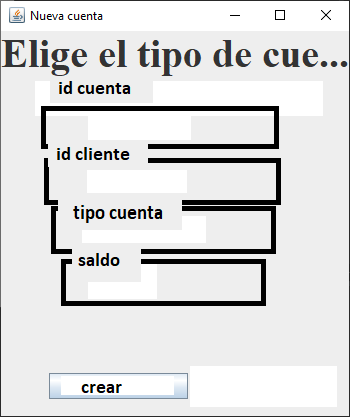 Nueva cuenta
Elige el tipo de cue...
id cuenta
id cliente
tipo cuenta
saldo
crear